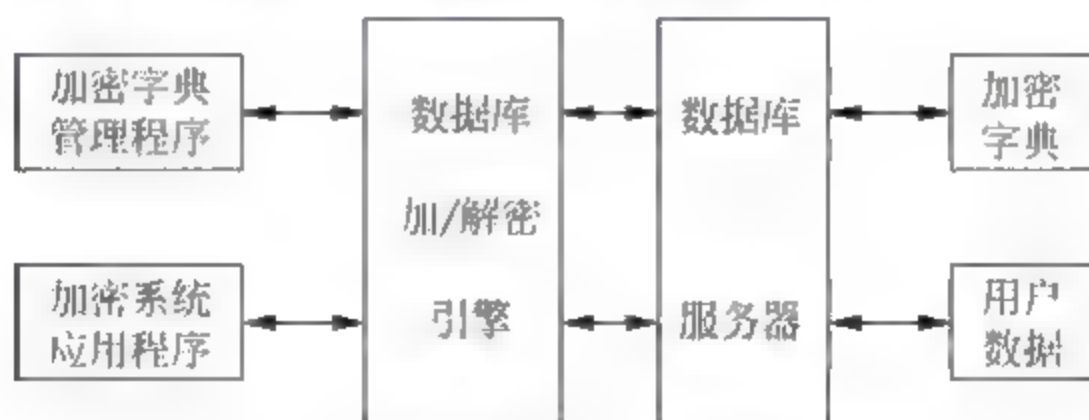 加密字典
管理程序
加密系统
应用程序
数据库
加/解密
引擎
数据库
服务器
加密
字典
用户
数据